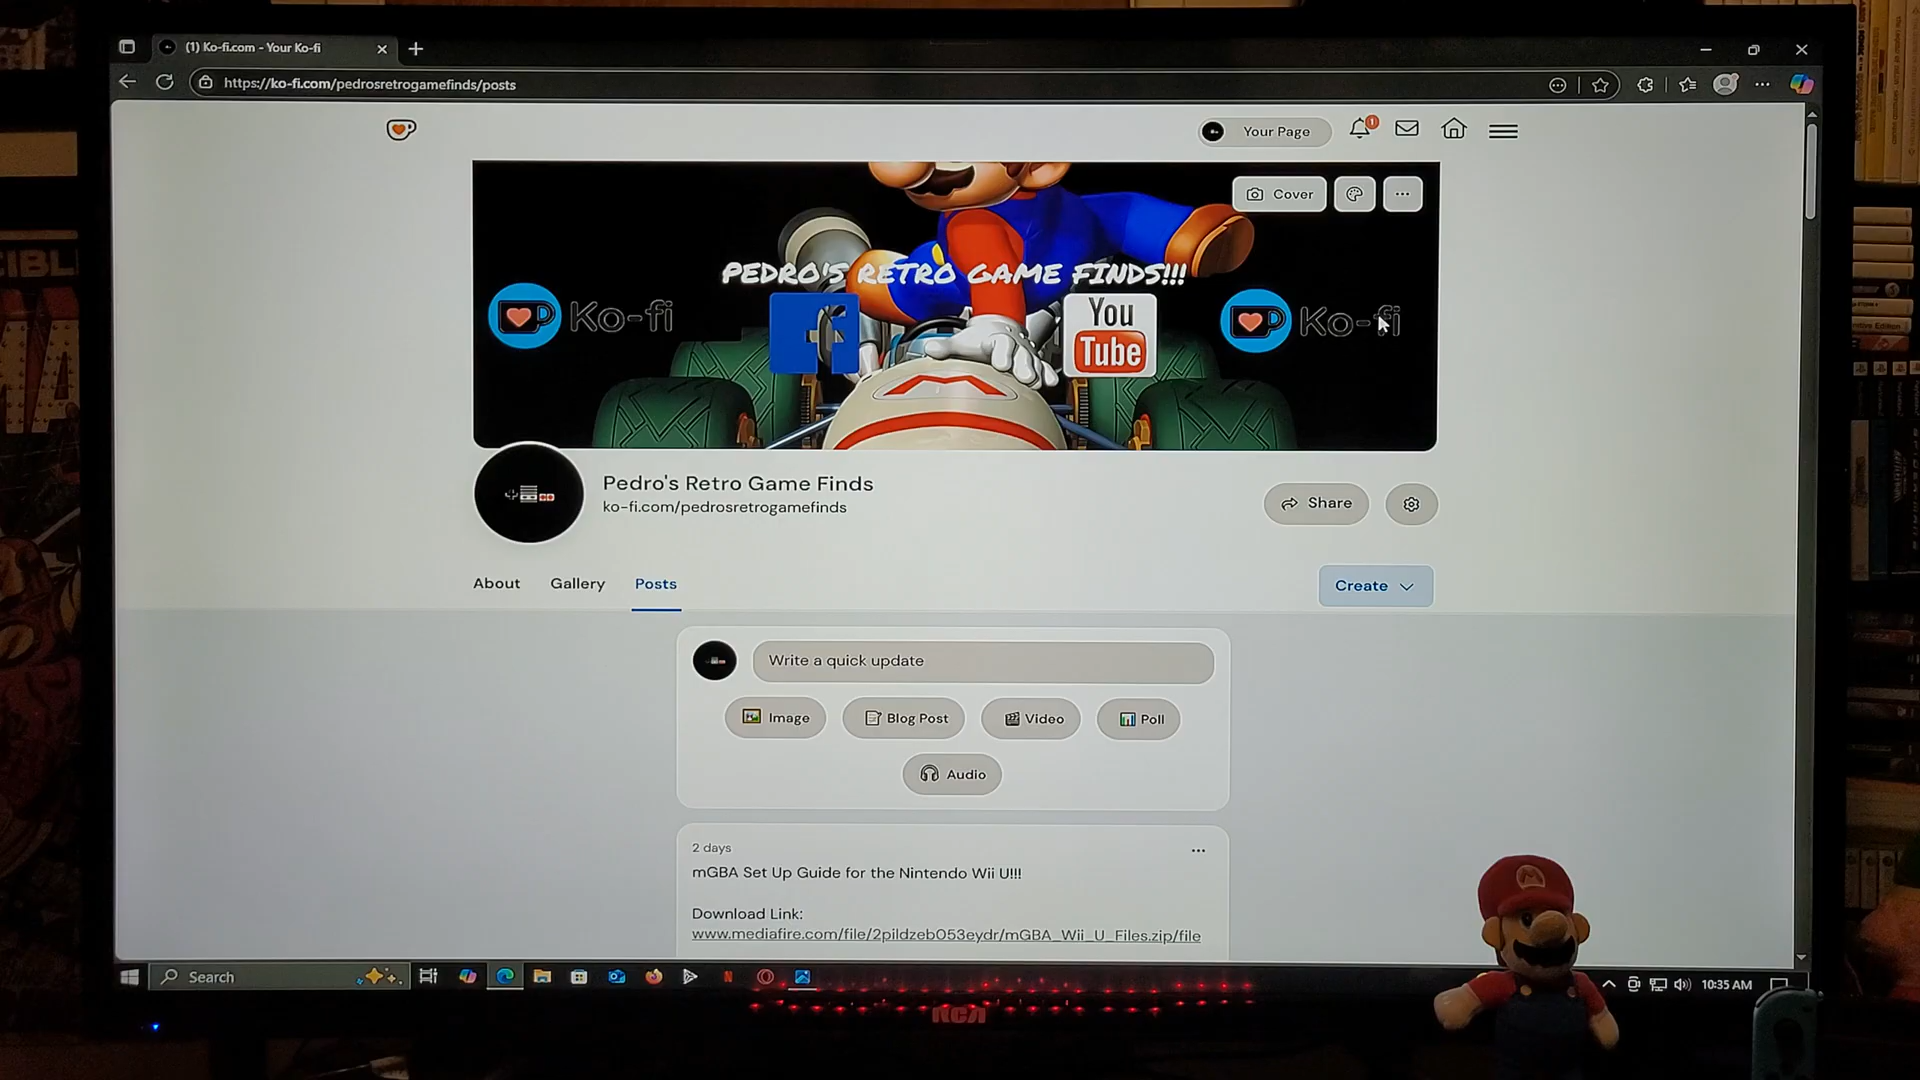 (1) Ko-fi.com - Your Ko-fi
https://ko-fi.com/pedrosretrogamefinds/posts
Your Page
1
Cover
PEDRO'S RETRO GAME FINDS!!!
Ko-fi
f
You
Tube
Ko-fi
Pedro's Retro Game Finds
ko-fi.com/pedrosretrogamefinds
Share
About Gallery Posts
Create
Write a quick update
Image Blog Post Video Poll
Audio
2 days
mGBA Set Up Guide for the Nintendo Wii U!!!
Download Link:
www.mediafire.com/file/2pildzeb053eydr/mGBA_Wii_U_Files.zip/file
Search
10:35 AM
RCA
M
CIBL